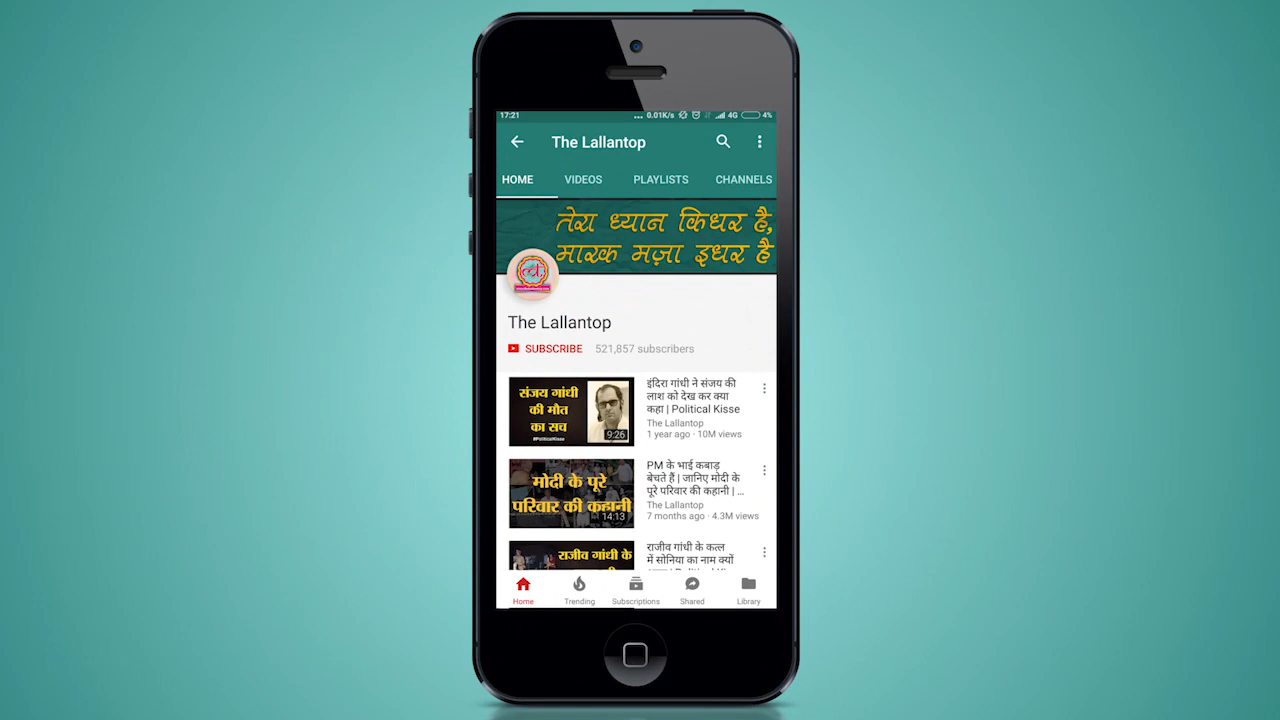 17:21 ... 0.01K/s 4G 4%
The Lallantop
HOME VIDEOS PLAYLISTS CHANNELS
तेरा ध्यान किधर है,
मारक मज़ा इधर है
The Lallantop
SUBSCRIBE 521,857 subscribers
संजय गांधी
की मौत
का सच
#PoliticalKisse
9:26
इंदिरा गांधी ने संजय की
लाश को देख कर क्या
कहा | Political Kisse
The Lallantop
1 year ago · 10M views
मोदी के पूरे
परिवार की कहानी
14:13
PM के भाई कबाड़
बेचते हैं | जानिए मोदी के
पूरे परिवार की कहानी | ...
The Lallantop
7 months ago · 4.3M views
राजीव गांधी के
राजीव गांधी के कत्ल
में सोनिया का नाम क्यों
Home Trending Subscriptions Shared Library